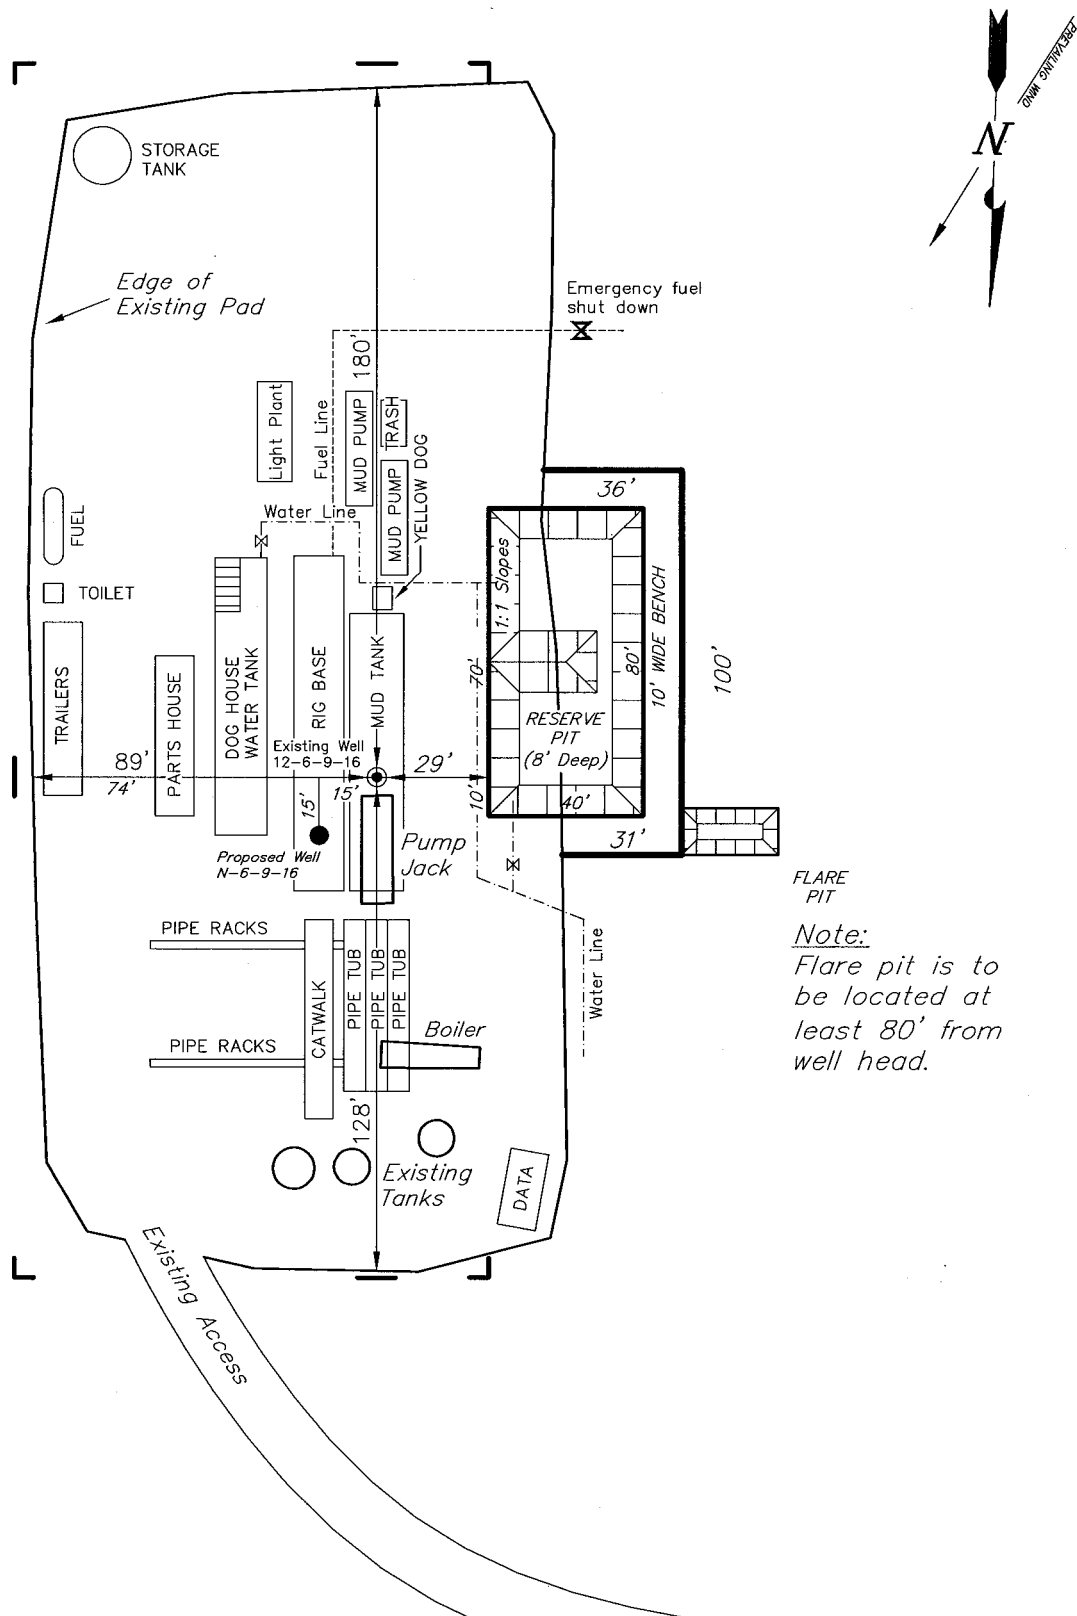 PREVAILING WIND
N
STORAGE
TANK
Edge of
Existing Pad
Emergency fuel
shut down
180'
Light Plant
Fuel Line
MUD PUMP
TRASH
MUD PUMP
YELLOW DOG
36'
FUEL
Water Line
1:1 Slopes
TOILET
10' WIDE BENCH
TRAILERS
PARTS HOUSE
DOG HOUSE
WATER TANK
RIG BASE
MUD TANK
70'
80'
100'
RESERVE
PIT
(8' Deep)
Existing Well
12-6-9-16
89'
29'
74'
15'
15'
10'
40'
31'
Proposed Well
N-6-9-16
Pump
Jack
FLARE
PIT
PIPE RACKS
Note:
Flare pit is to
be located at
least 80' from
well head.
CATWALK
PIPE TUB
PIPE TUB
PIPE TUB
Water Line
Boiler
PIPE RACKS
128'
Existing
Tanks
DATA
Existing Access